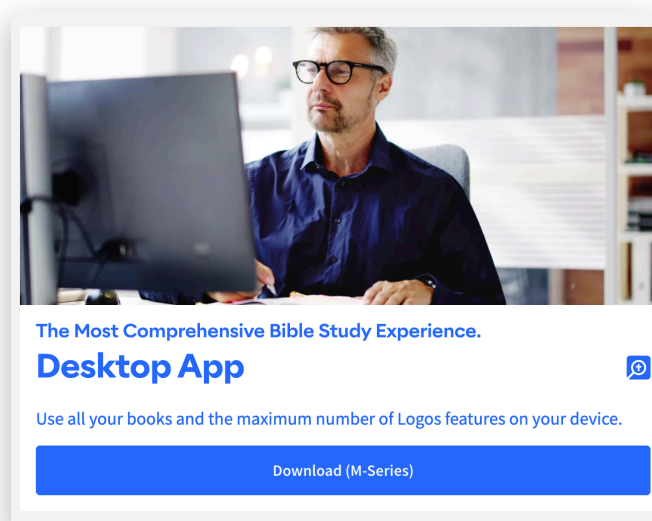 The Most Comprehensive Bible Study Experience.
Desktop App
Use all your books and the maximum number of Logos features on your device.
Download (M-Series)